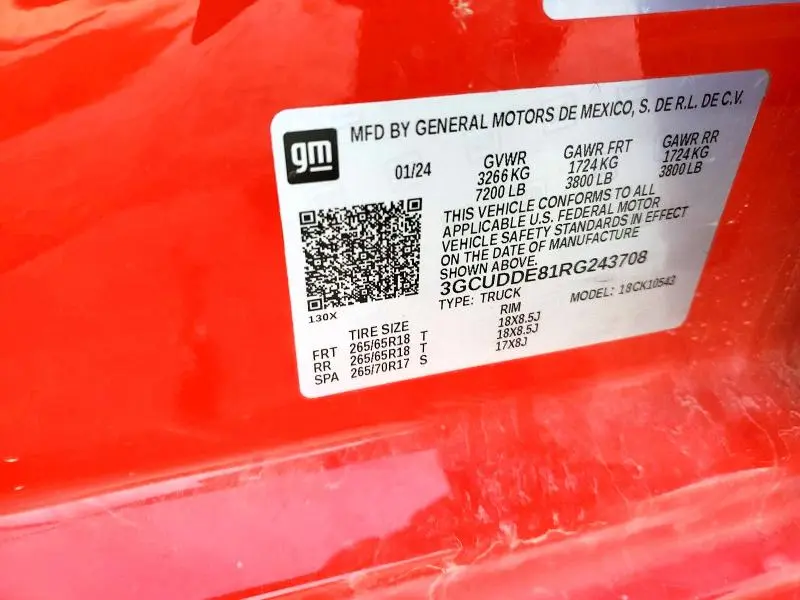 gm
MFD BY GENERAL MOTORS DE MEXICO, S. DE R.L. DE C.V.
01/24 GVWR GAWR FRT GAWR RR
3266 KG 1724 KG 1724 KG
7200 LB 3800 LB 3800 LB
THIS VEHICLE CONFORMS TO ALL
APPLICABLE U.S. FEDERAL MOTOR
VEHICLE SAFETY STANDARDS IN EFFECT
ON THE DATE OF MANUFACTURE
SHOWN ABOVE.
3GCUDDE81RG243708
TYPE: TRUCK MODEL: 18CK10543
130X
TIRE SIZE RIM
FRT 265/65R18 T 18X8.5J
RR 265/65R18 T 18X8.5J
SPA 265/70R17 S 17X8J